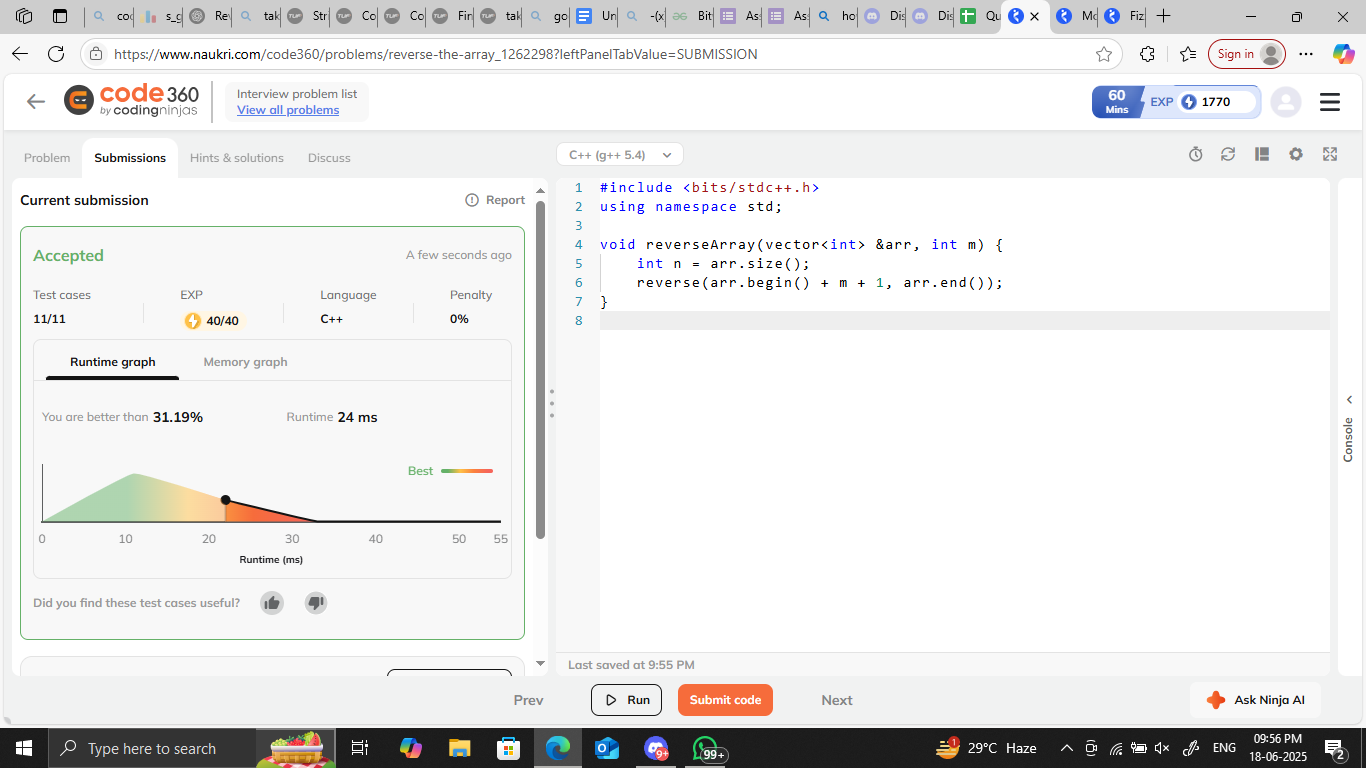 coc
s_g
Rev
tak
Str
Co
Co
Fin
tak
go
Un
-(x
Bit
As
As
ho
Dis
Dis
Qu
Mo
Fiz
https://www.naukri.com/code360/problems/reverse-the-array_1262298?leftPanelTabValue=SUBMISSION
Sign in
code 360
by codingninjas
Interview problem list
View all problems
60 Mins
EXP 1770
Problem
Submissions
Hints & solutions
Discuss
C++ (g++ 5.4)
Current submission
Report
Accepted
A few seconds ago
Test cases
EXP
Language
Penalty
11/11
40/40
C++
0%
Runtime graph
Memory graph
You are better than 31.19%
Runtime 24 ms
Best
0 10 20 30 40 50 55
Runtime (ms)
Did you find these test cases useful?
1 #include <bits/stdc++.h>
2 using namespace std;
3
4 void reverseArray(vector<int> &arr, int m) {
5 int n = arr.size();
6 reverse(arr.begin() + m + 1, arr.end());
7 }
8
Console
Last saved at 9:55 PM
Prev
Run
Submit code
Next
Ask Ninja AI
Type here to search
9+
99+
1
29°C Haze
ENG
09:56 PM
18-06-2025
2